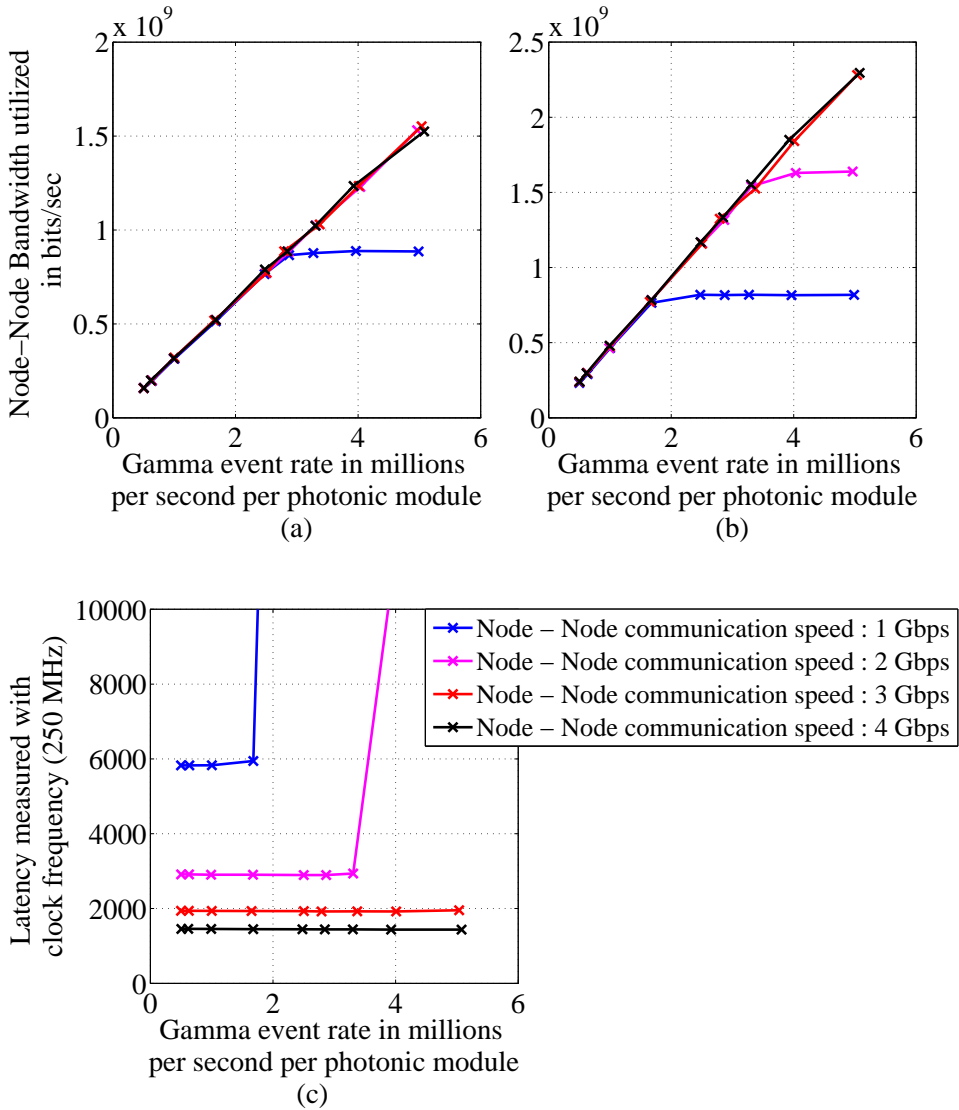 x 10^9
2
1.5
1
0.5
0
0 2 4 6
Node–Node Bandwidth utilized
in bits/sec
Gamma event rate in millions
per second per photonic module
(a)
x 10^9
2.5
2
1.5
1
0.5
0
0 2 4 6
Gamma event rate in millions
per second per photonic module
(b)
10000
8000
6000
4000
2000
0
0 2 4 6
Latency measured with
clock frequency (250 MHz)
Gamma event rate in millions
per second per photonic module
(c)
Node – Node communication speed : 1 Gbps
Node – Node communication speed : 2 Gbps
Node – Node communication speed : 3 Gbps
Node – Node communication speed : 4 Gbps